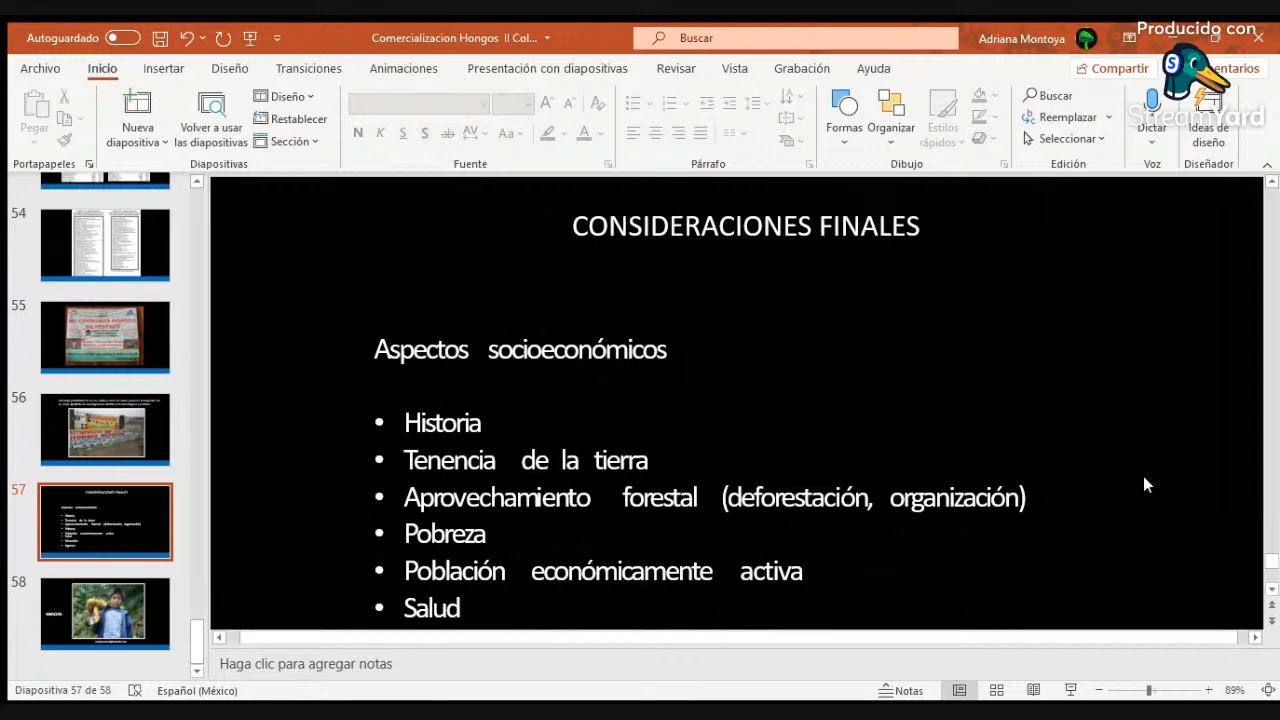 Producido con
StreamYard
Autoguardado
Comercializacion Hongos II Col...
Buscar
Adriana Montoya
Archivo
Inicio
Insertar
Diseño
Transiciones
Animaciones
Presentación con diapositivas
Revisar
Vista
Grabación
Ayuda
Compartir
Pegar
Nueva
diapositiva
Volver a usar
las diapositivas
Diseño
Restablecer
Sección
Formas
Organizar
Estilos
rápidos
Buscar
Reemplazar
Seleccionar
Dictar
Ideas de
diseño
Portapapeles
Diapositivas
Fuente
Párrafo
Dibujo
Edición
Voz
Diseñador
54
55
56
57
58
CONSIDERACIONES FINALES
Aspectos socioeconómicos
• Historia
• Tenencia de la tierra
• Aprovechamiento forestal (deforestación, organización)
• Pobreza
• Población económicamente activa
• Salud
Haga clic para agregar notas
Diapositiva 57 de 58
Español (México)
Notas
89%